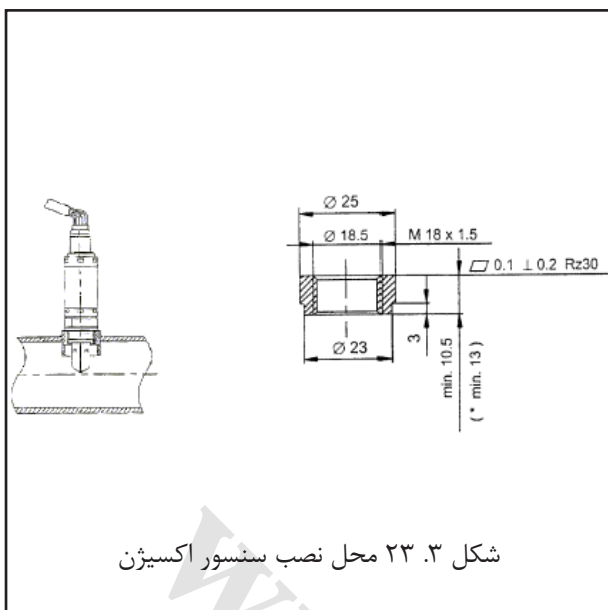 Ø 25
Ø 18.5
M 18 x 1.5
▱ 0.1 ⊥ 0.2 Rz30
Ø 23
3
min. 10.5
(* min. 13)
شکل ۳. ۲۳ محل نصب سنسور اکسیژن